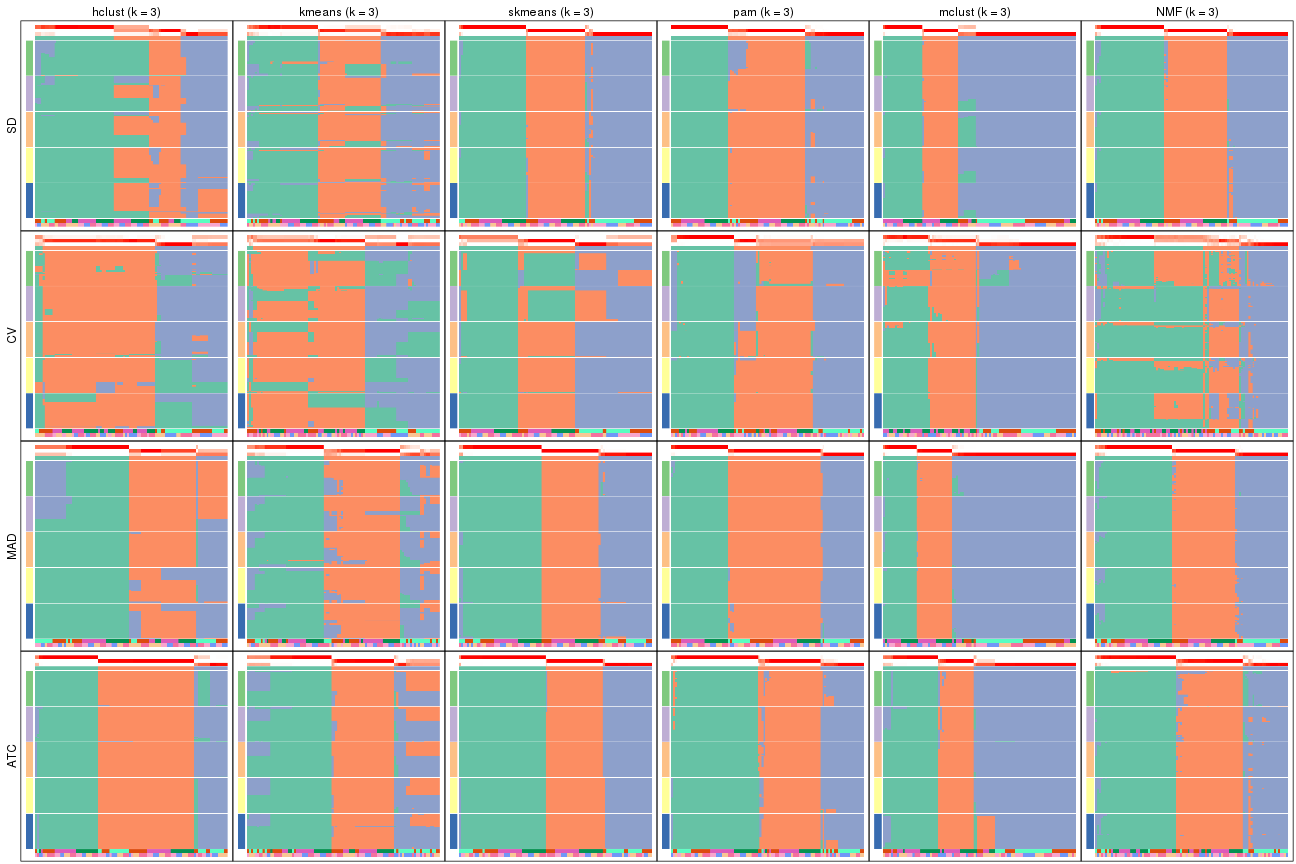 hclust (k = 3) kmeans (k = 3) skmeans (k = 3) pam (k = 3) mclust (k = 3) NMF (k = 3)
SD
CV
MAD
ATC